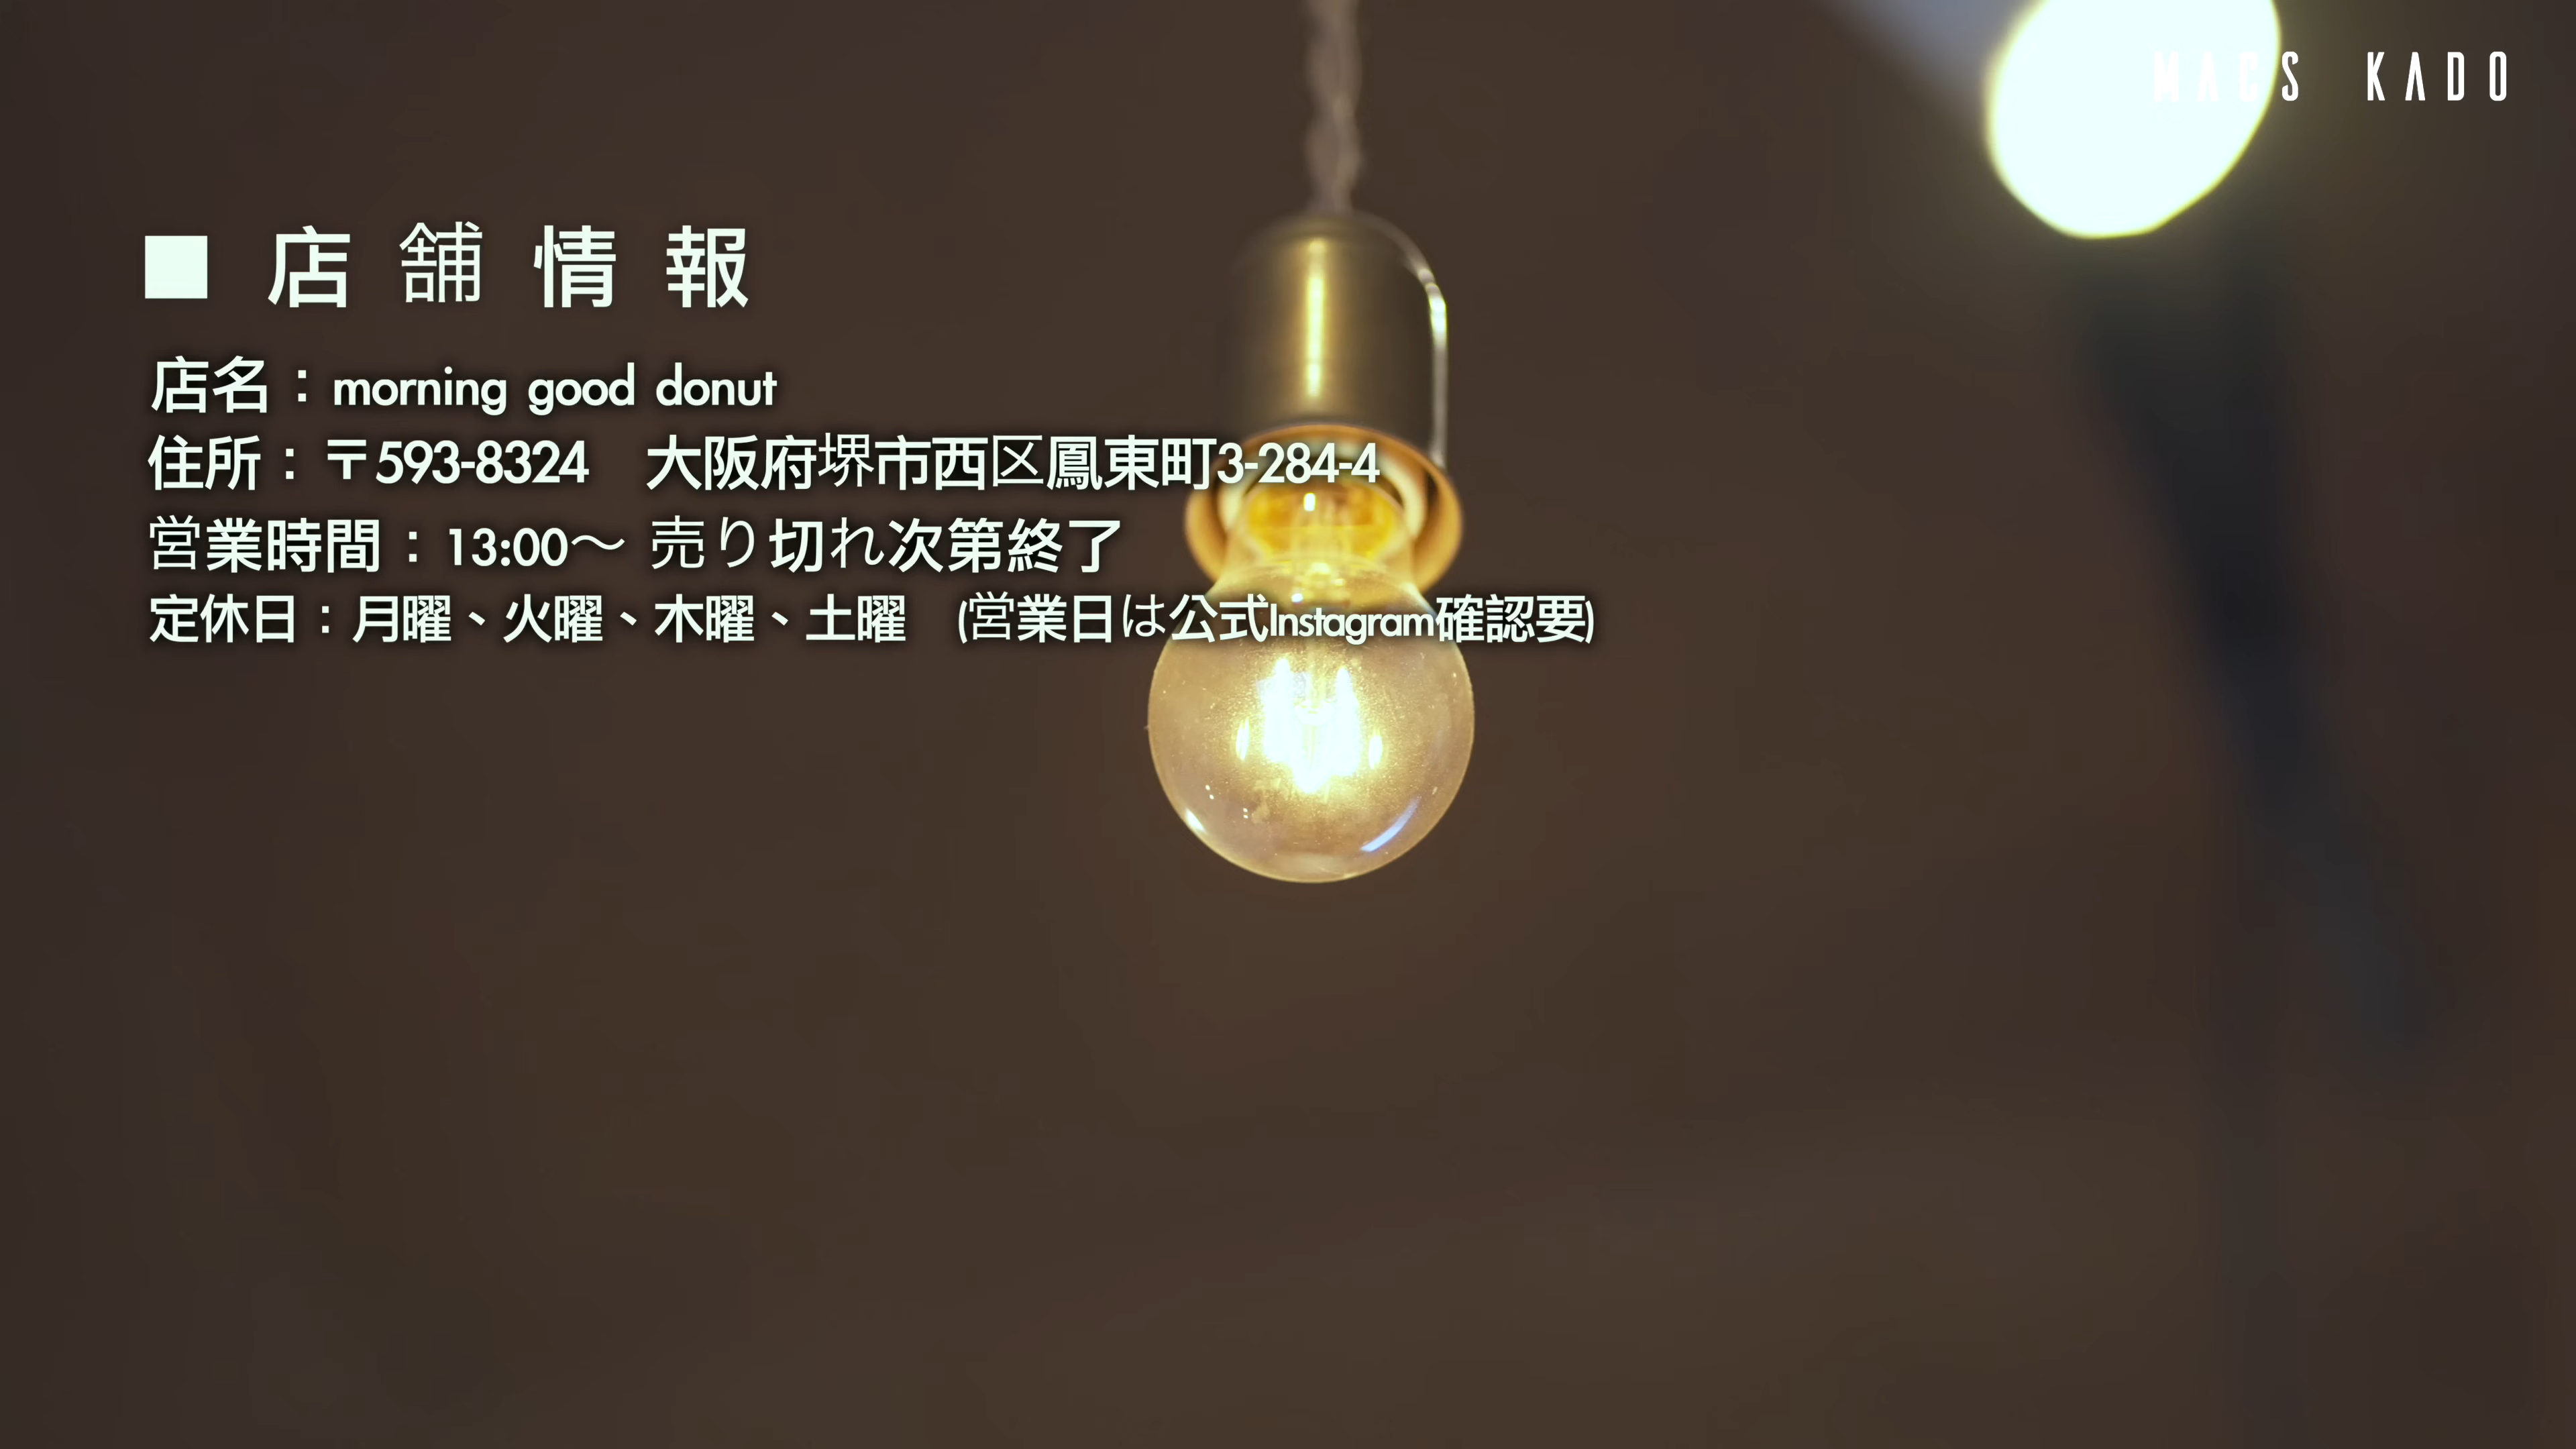 MACS KADO
■ 店舗情報
店名：morning good donut
住所：〒593-8324　大阪府堺市西区鳳東町3-284-4
営業時間：13:00～ 売り切れ次第終了
定休日：月曜、火曜、木曜、土曜　(営業日は公式Instagram確認要)